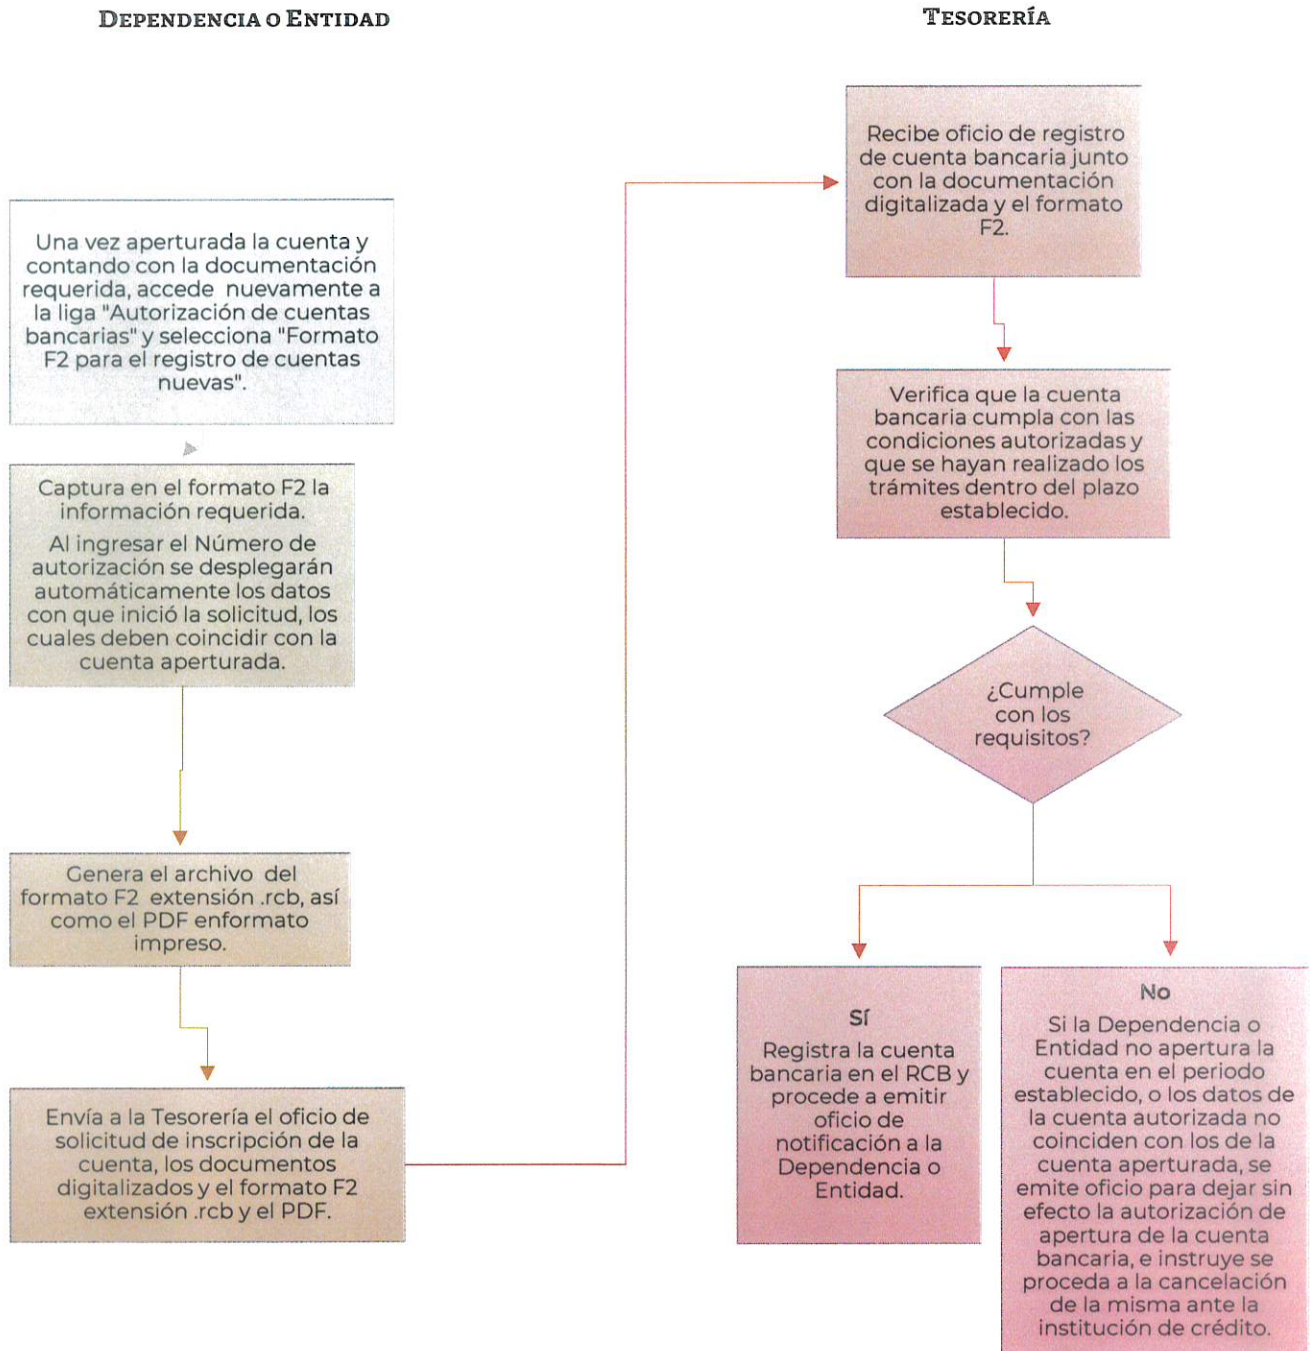 DEPENDENCIA O ENTIDAD
Una vez aperturada la cuenta y
contando con la documentación
requerida, accede nuevamente a
la liga "Autorización de cuentas
bancarias" y selecciona "Formato
F2 para el registro de cuentas
nuevas".
Captura en el formato F2 la
información requerida.
Al ingresar el Número de
autorización se desplegarán
automáticamente los datos
con que inició la solicitud, los
cuales deben coincidir con la
cuenta aperturada.
Genera el archivo del
formato F2 extensión .rcb, así
como el PDF enformato
impreso.
Envía a la Tesorería el oficio de
solicitud de inscripción de la
cuenta, los documentos
digitalizados y el formato F2
extensión .rcb y el PDF.
TESORERÍA
Recibe oficio de registro
de cuenta bancaria junto
con la documentación
digitalizada y el formato
F2.
Verifica que la cuenta
bancaria cumpla con las
condiciones autorizadas y
que se hayan realizado los
trámites dentro del plazo
establecido.
¿Cumple
con los
requisitos?
Sí
Registra la cuenta
bancaria en el RCB y
procede a emitir
oficio de
notificación a la
Dependencia o
Entidad.
No
Si la Dependencia o
Entidad no apertura la
cuenta en el periodo
establecido, o los datos de
la cuenta autorizada no
coinciden con los de la
cuenta aperturada, se
emite oficio para dejar sin
efecto la autorización de
apertura de la cuenta
bancaria, e instruye se
proceda a la cancelación
de la misma ante la
institución de crédito.